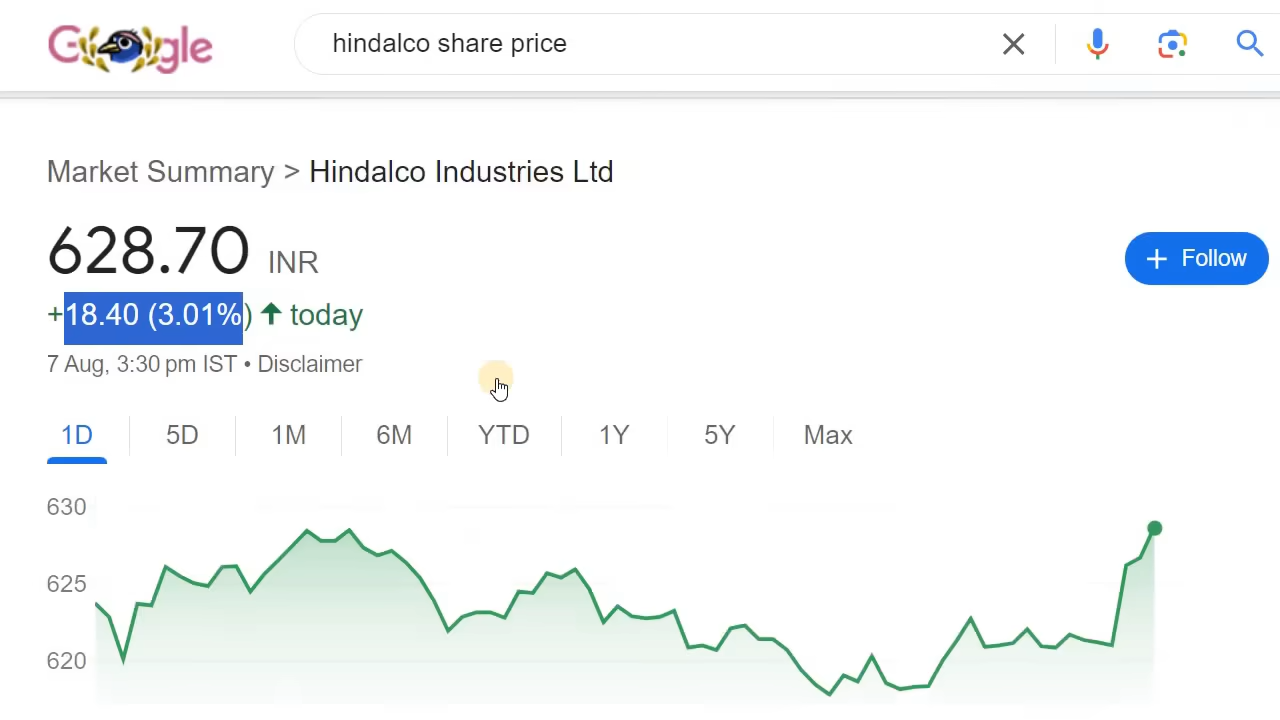 Google
hindalco share price
Market Summary > Hindalco Industries Ltd
628.70 INR
+ Follow
+18.40 (3.01%) ↑ today
7 Aug, 3:30 pm IST • Disclaimer
1D 5D 1M 6M YTD 1Y 5Y Max
630
625
620